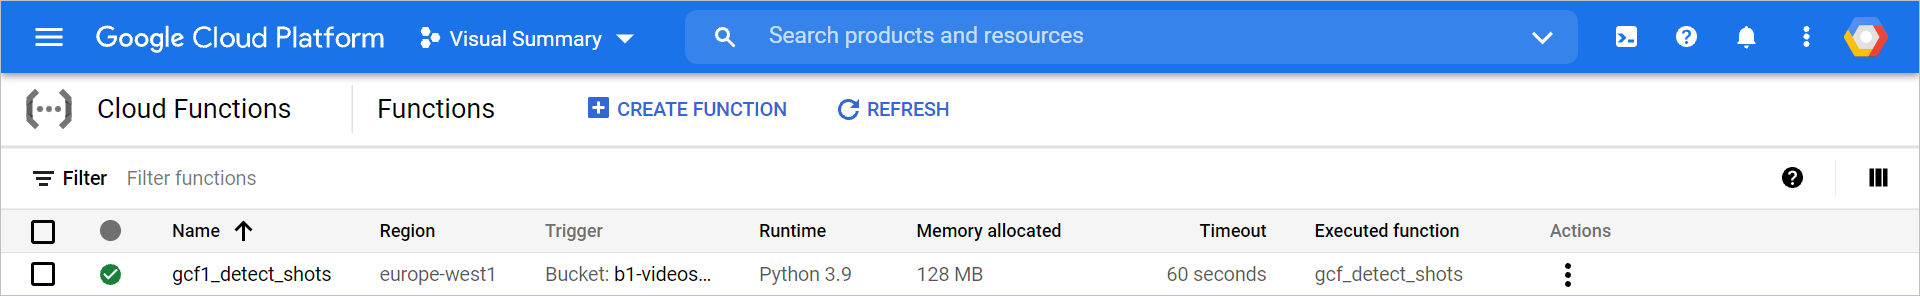 Google Cloud Platform Visual Summary Search products and resources
Cloud Functions Functions CREATE FUNCTION REFRESH
Filter Filter functions
Name Region Trigger Runtime Memory allocated Timeout Executed function Actions
gcf1_detect_shots europe-west1 Bucket: b1-videos... Python 3.9 128 MB 60 seconds gcf_detect_shots